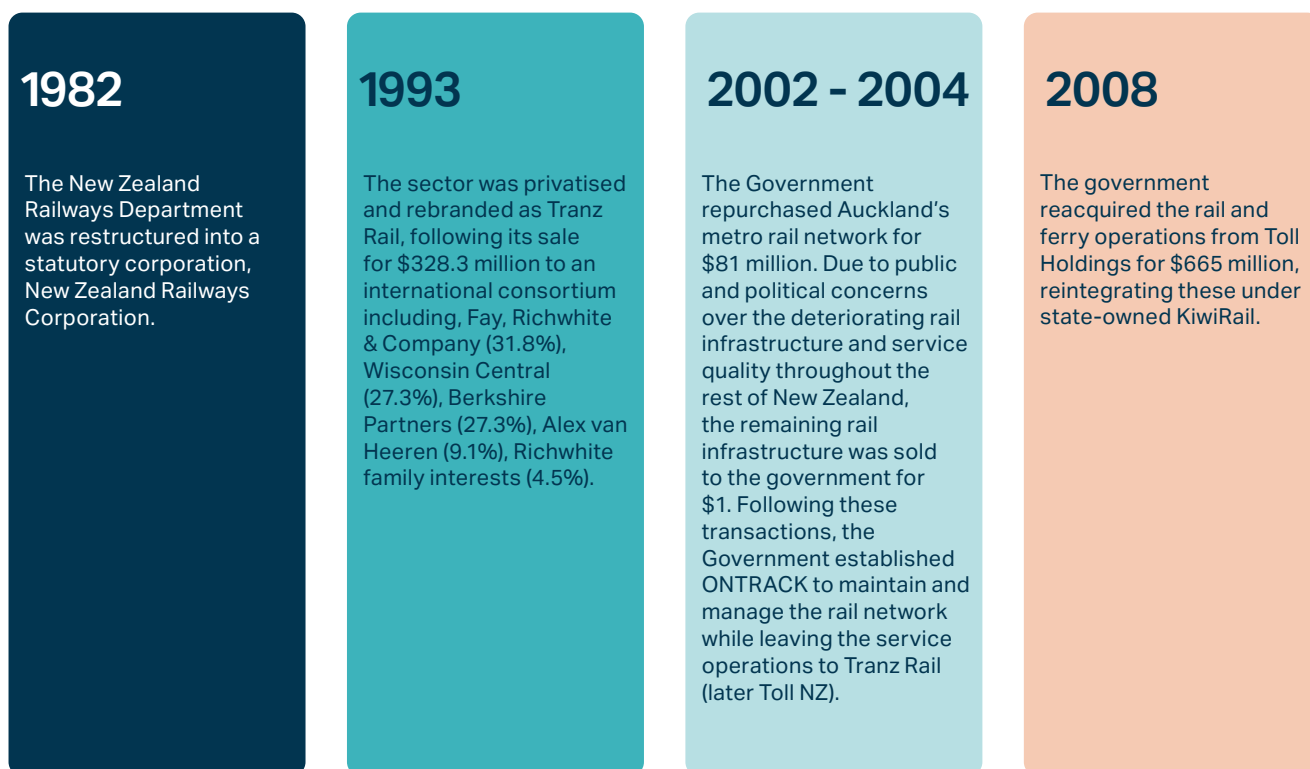 1982
The New Zealand
Railways Department
was restructured into a
statutory corporation,
New Zealand Railways
Corporation.
1993
The sector was privatised
and rebranded as Tranz
Rail, following its sale
for $328.3 million to an
international consortium
including, Fay, Richwhite
& Company (31.8%),
Wisconsin Central
(27.3%), Berkshire
Partners (27.3%), Alex van
Heeren (9.1%), Richwhite
family interests (4.5%).
2002 - 2004
The Government
repurchased Auckland's
metro rail network for
$81 million. Due to public
and political concerns
over the deteriorating rail
infrastructure and service
quality throughout the
rest of New Zealand,
the remaining rail
infrastructure was sold
to the government for
$1. Following these
transactions, the
Government established
ONTRACK to maintain and
manage the rail network
while leaving the service
operations to Tranz Rail
(later Toll NZ).
2008
The government
reacquired the rail and
ferry operations from Toll
Holdings for $665 million,
reintegrating these under
state-owned KiwiRail.